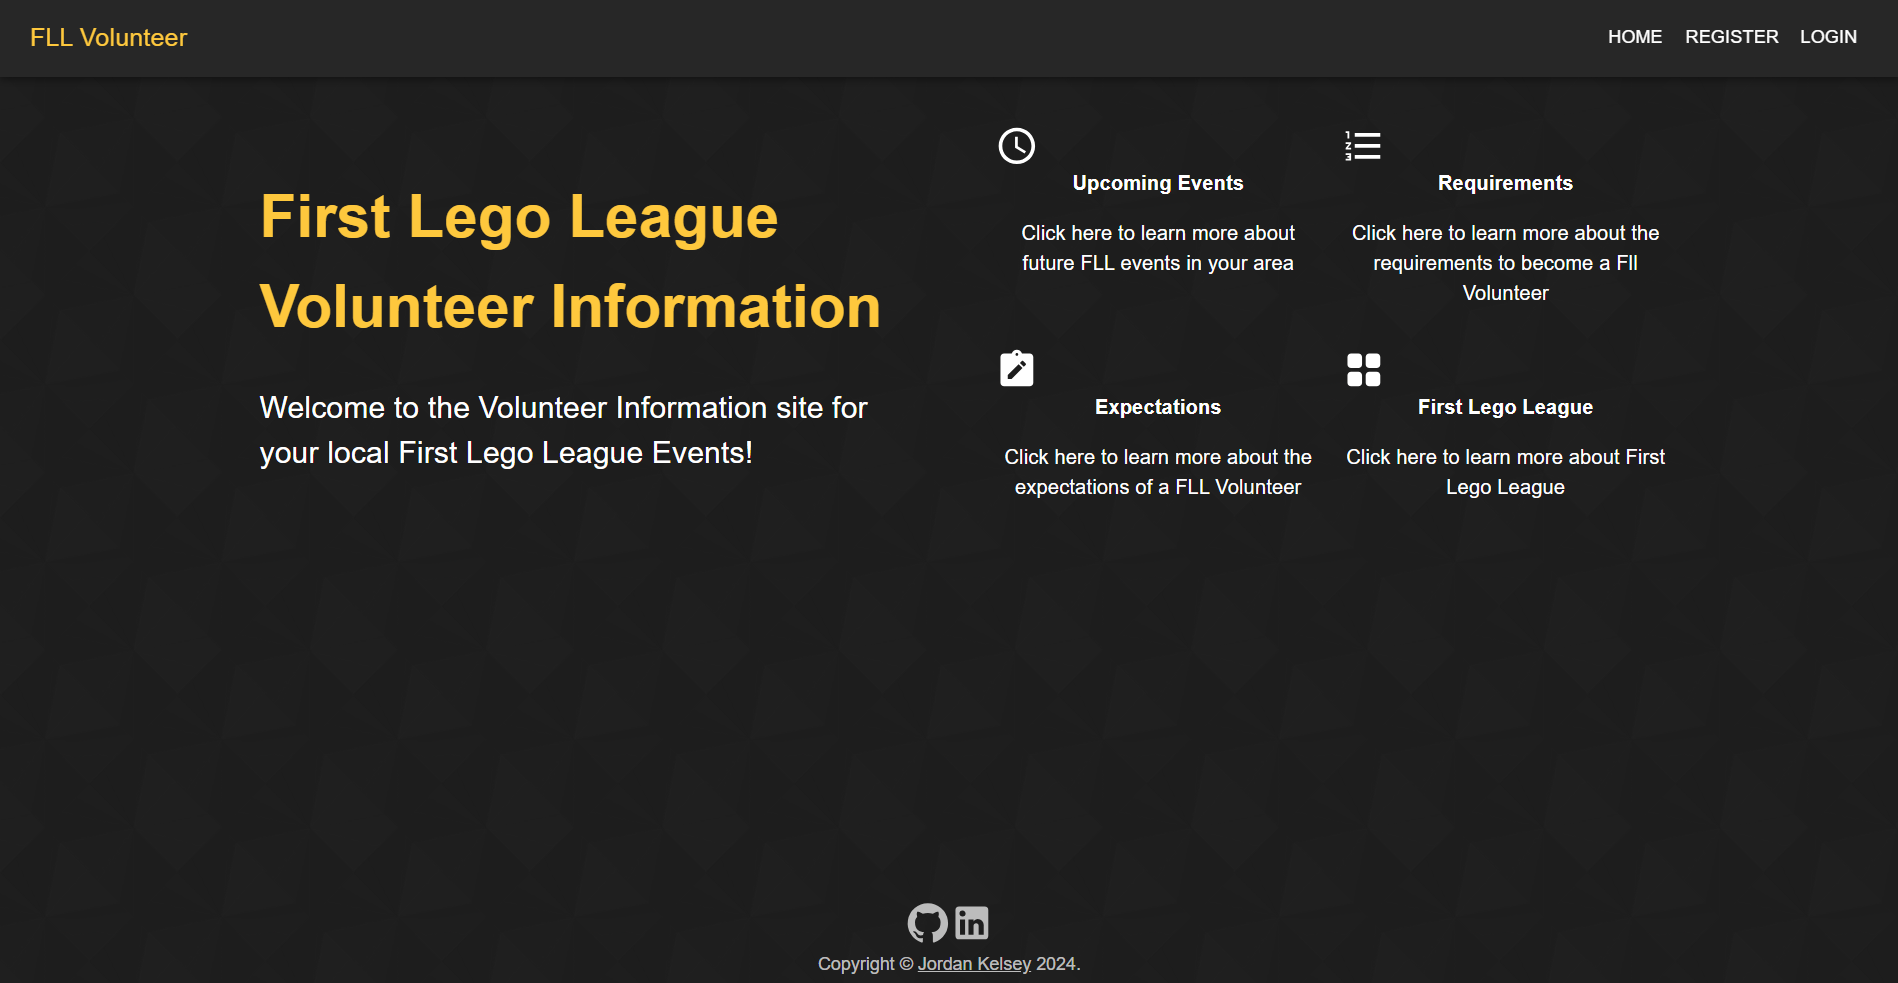 FLL Volunteer
HOME REGISTER LOGIN
First Lego League
Volunteer Information
Welcome to the Volunteer Information site for
your local First Lego League Events!
Upcoming Events
Click here to learn more about
future FLL events in your area
1
2
3
Requirements
Click here to learn more about the
requirements to become a Fll
Volunteer
Expectations
Click here to learn more about the
expectations of a FLL Volunteer
First Lego League
Click here to learn more about First
Lego League
in
Copyright © Jordan Kelsey 2024.